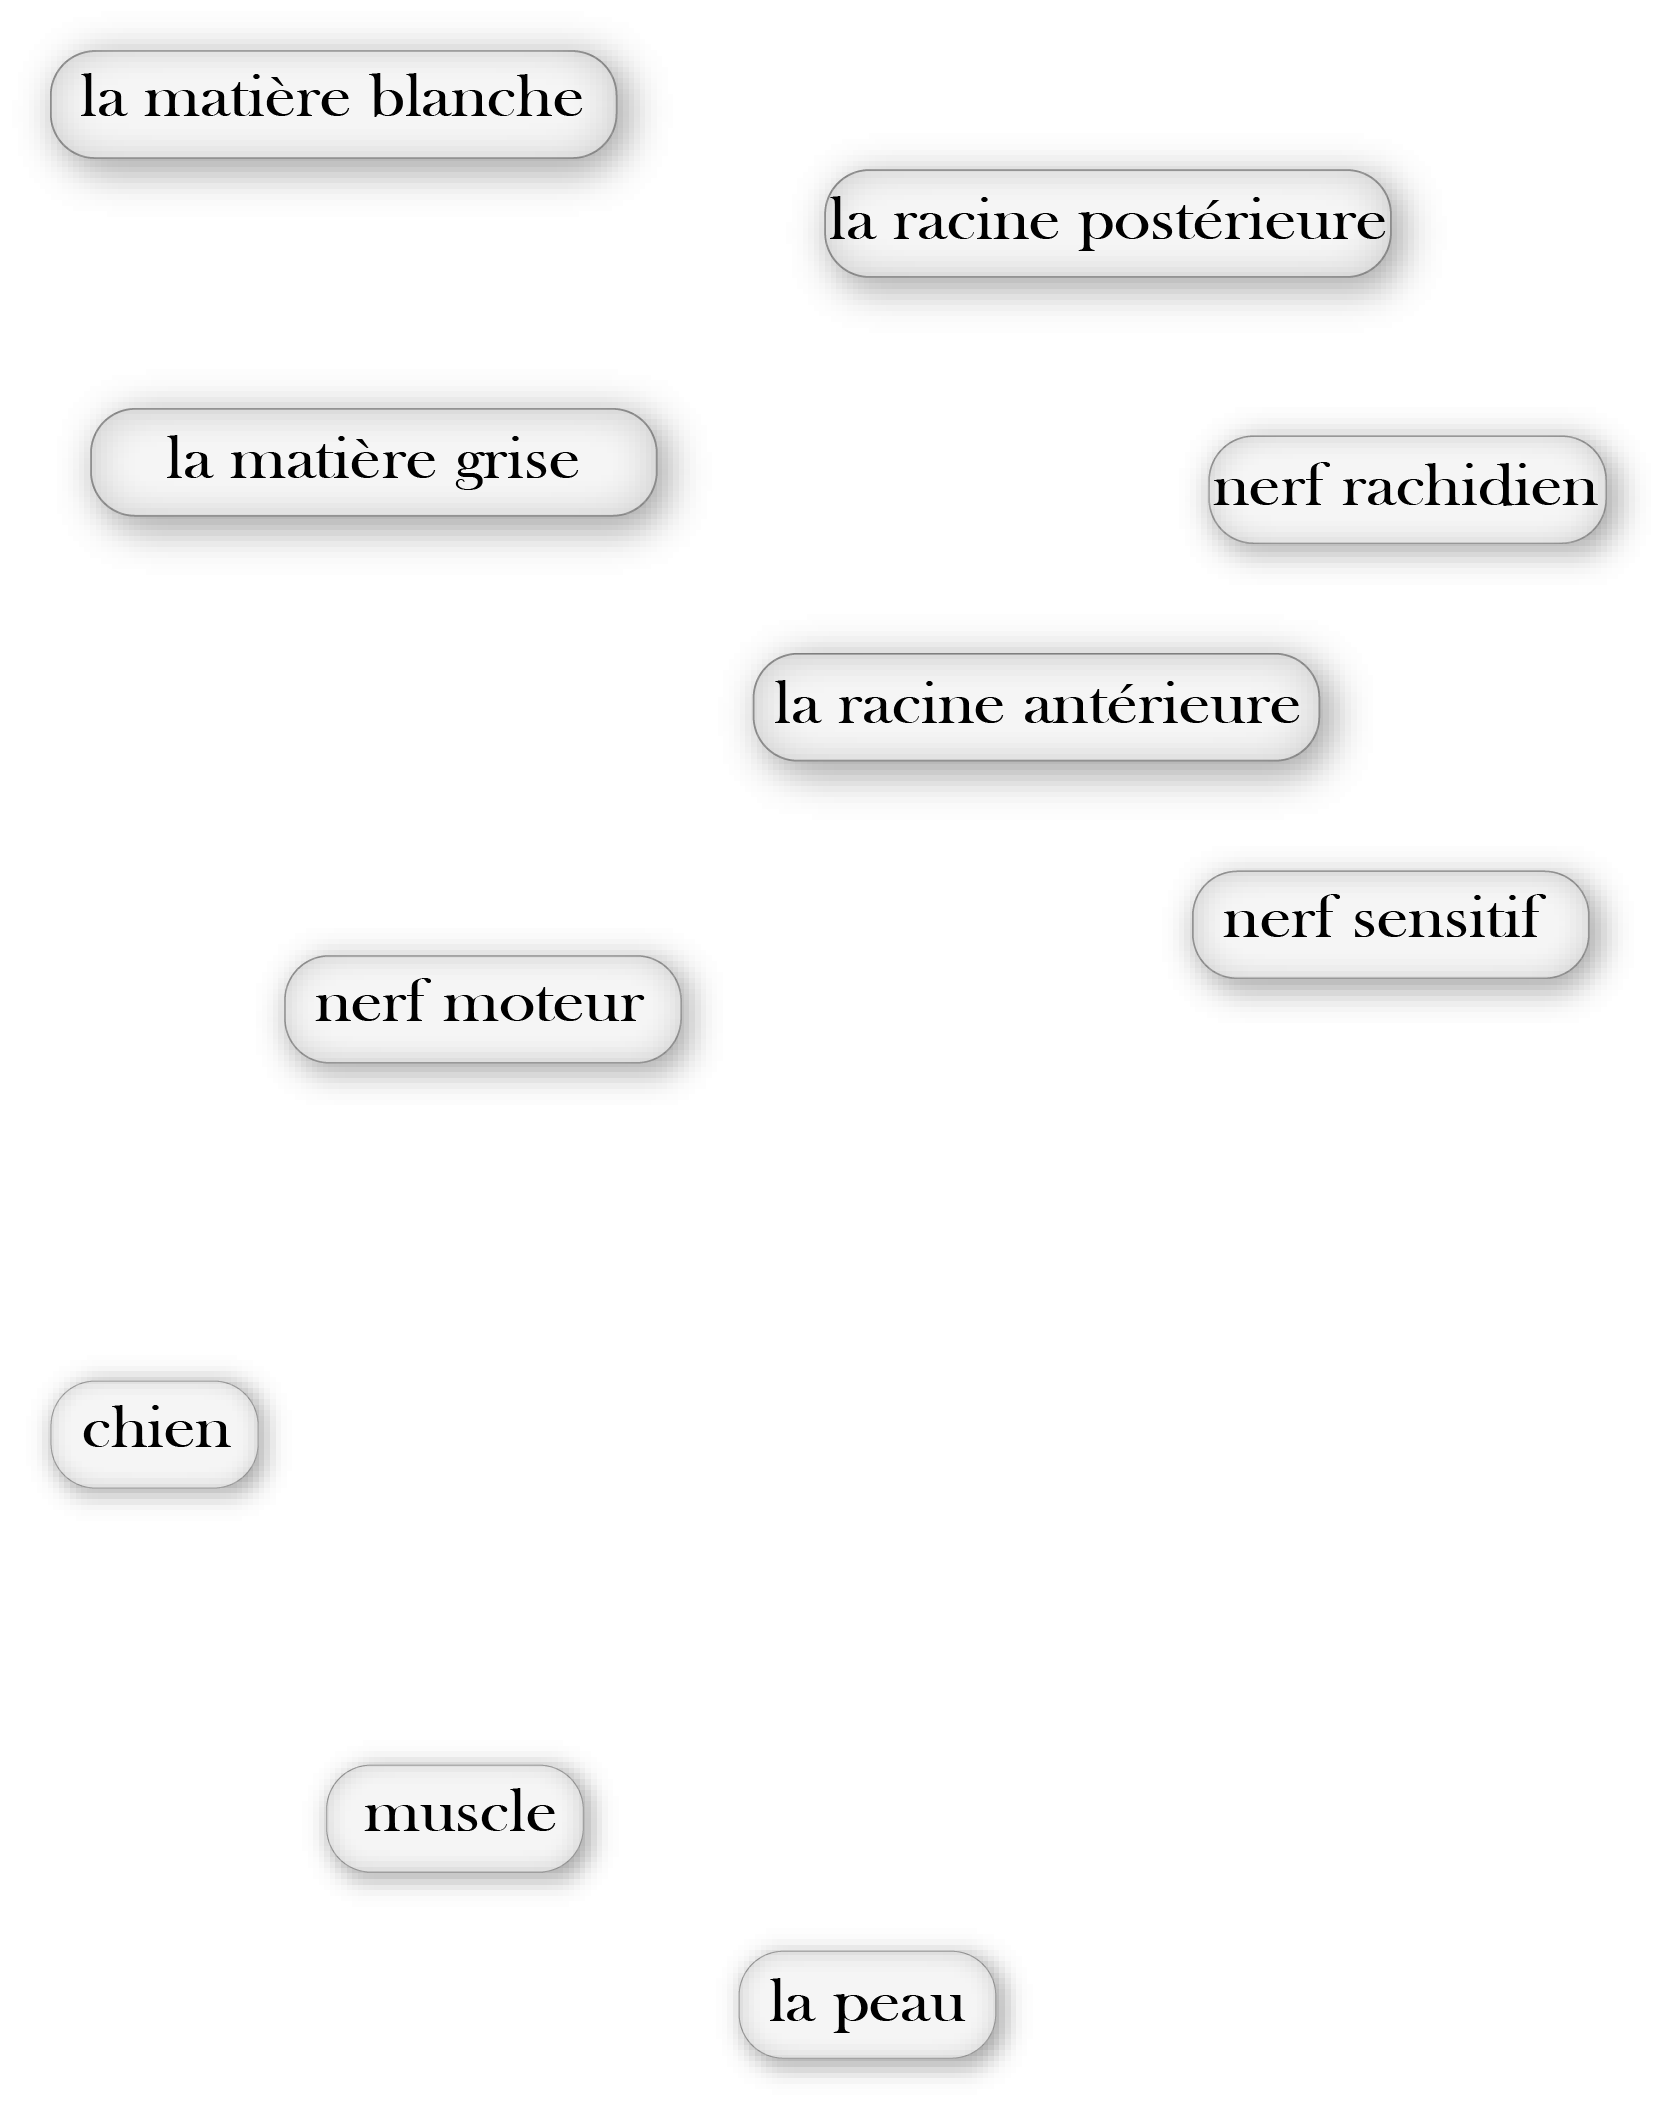 la matière blanche
la racine postérieure
la matière grise
nerf rachidien
la racine antérieure
nerf sensitif
nerf moteur
chien
muscle
la peau